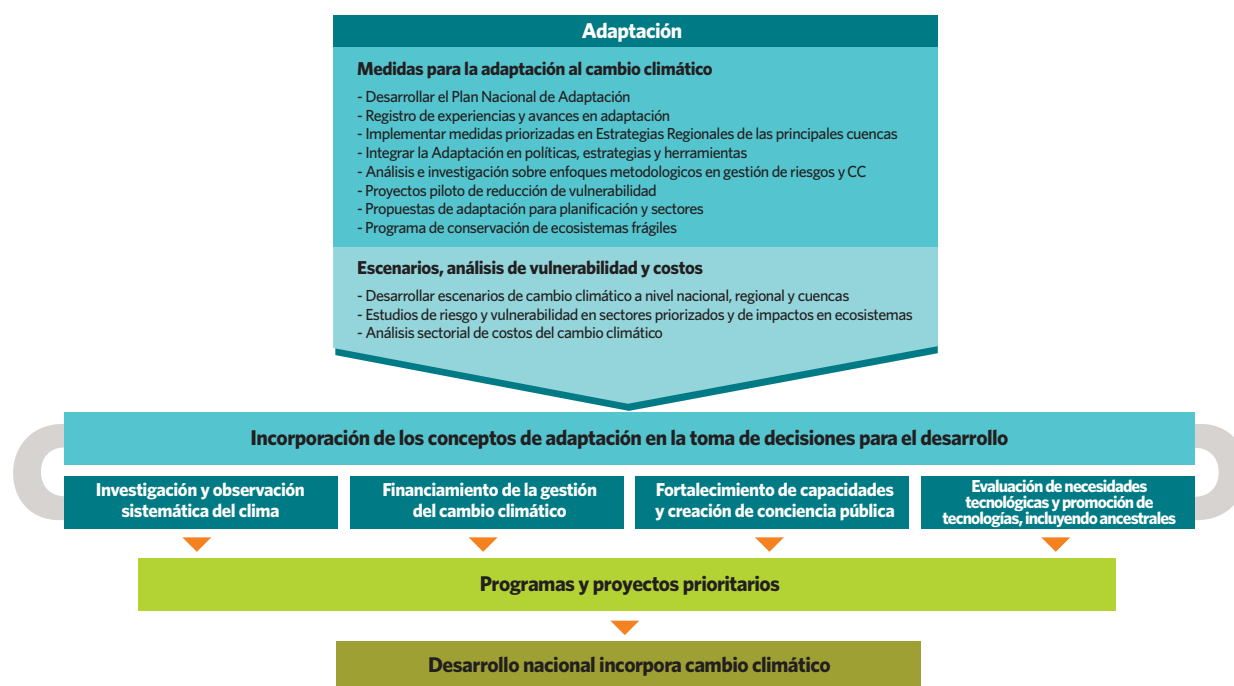 Adaptación
Medidas para la adaptación al cambio climático
- Desarrollar el Plan Nacional de Adaptación
- Registro de experiencias y avances en adaptación
- Implementar medidas priorizadas en Estrategias Regionales de las principales cuencas
- Integrar la Adaptación en políticas, estrategias y herramientas
- Análisis e investigación sobre enfoques metodologicos en gestión de riesgos y CC
- Proyectos piloto de reducción de vulnerabilidad
- Propuestas de adaptación para planificación y sectores
- Programa de conservación de ecosistemas frágiles
Escenarios, análisis de vulnerabilidad y costos
- Desarrollar escenarios de cambio climático a nivel nacional, regional y cuencas
- Estudios de riesgo y vulnerabilidad en sectores priorizados y de impactos en ecosistemas
- Análisis sectorial de costos del cambio climático
Incorporación de los conceptos de adaptación en la toma de decisiones para el desarrollo
Investigación y observación
sistemática del clima
Financiamiento de la gestión
del cambio climático
Fortalecimiento de capacidades
y creación de conciencia pública
Evaluación de necesidades
tecnológicas y promoción de
tecnologías, incluyendo ancestrales
Programas y proyectos prioritarios
Desarrollo nacional incorpora cambio climático